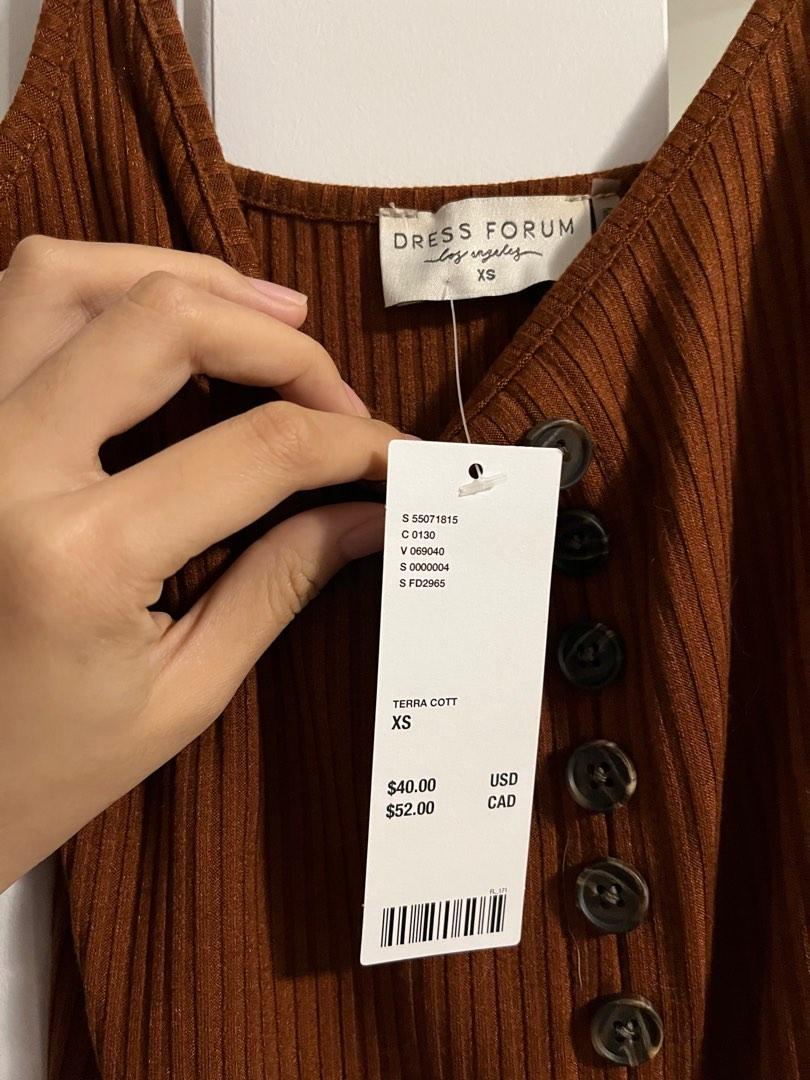 DRESS FORUM
los angeles
XS
S 55071815
C 0130
V 069040
S 0000004
S FD2965
TERRA COTT
XS
$40.00 USD
$52.00 CAD